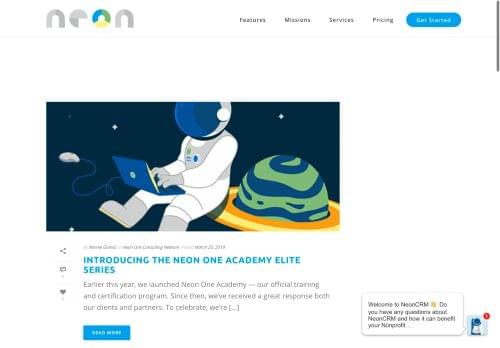 neon
Features Missions Services Pricing Get Started
By Ronnie Gomez in Neon One Consulting Network Posted March 25, 2019
INTRODUCING THE NEON ONE ACADEMY ELITE
SERIES
Earlier this year, we launched Neon One Academy — our official training
and certification program. Since then, we've received a great response both
our clients and partners. To celebrate, we're [...]
READ MORE
Welcome to NeonCRM 👋 Do
you have any questions about
NeonCRM and how it can benefit
your Nonprofit ...